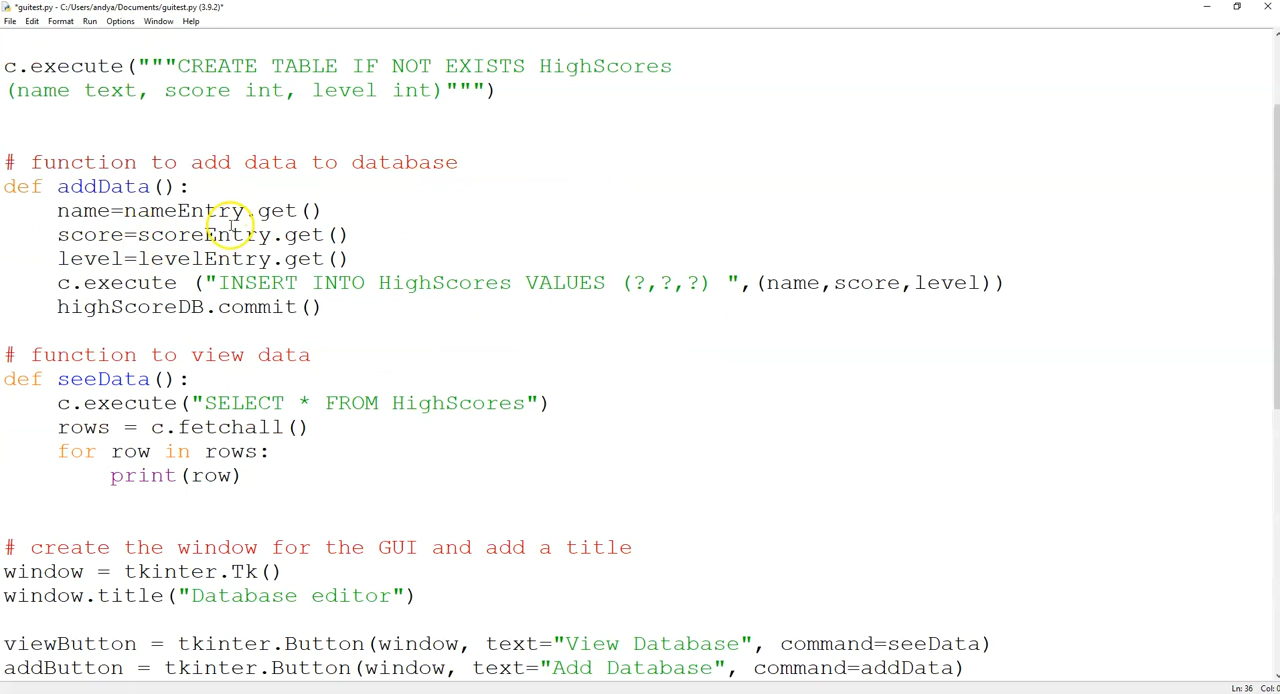 *guitest.py - C:/Users/andya/Documents/guitest.py (3.9.2)*
File Edit Format Run Options Window Help
c.execute("""CREATE TABLE IF NOT EXISTS HighScores
(name text, score int, level int)""")
# function to add data to database
def addData():
    name=nameEntry.get()
    score=scoreEntry.get()
    level=levelEntry.get()
    c.execute ("INSERT INTO HighScores VALUES (?,?,?) ",(name,score,level))
    highScoreDB.commit()
# function to view data
def seeData():
    c.execute("SELECT * FROM HighScores")
    rows = c.fetchall()
    for row in rows:
        print(row)
# create the window for the GUI and add a title
window = tkinter.Tk()
window.title("Database editor")
viewButton = tkinter.Button(window, text="View Database", command=seeData)
addButton = tkinter.Button(window, text="Add Database", command=addData)
Ln: 36 Col: 0